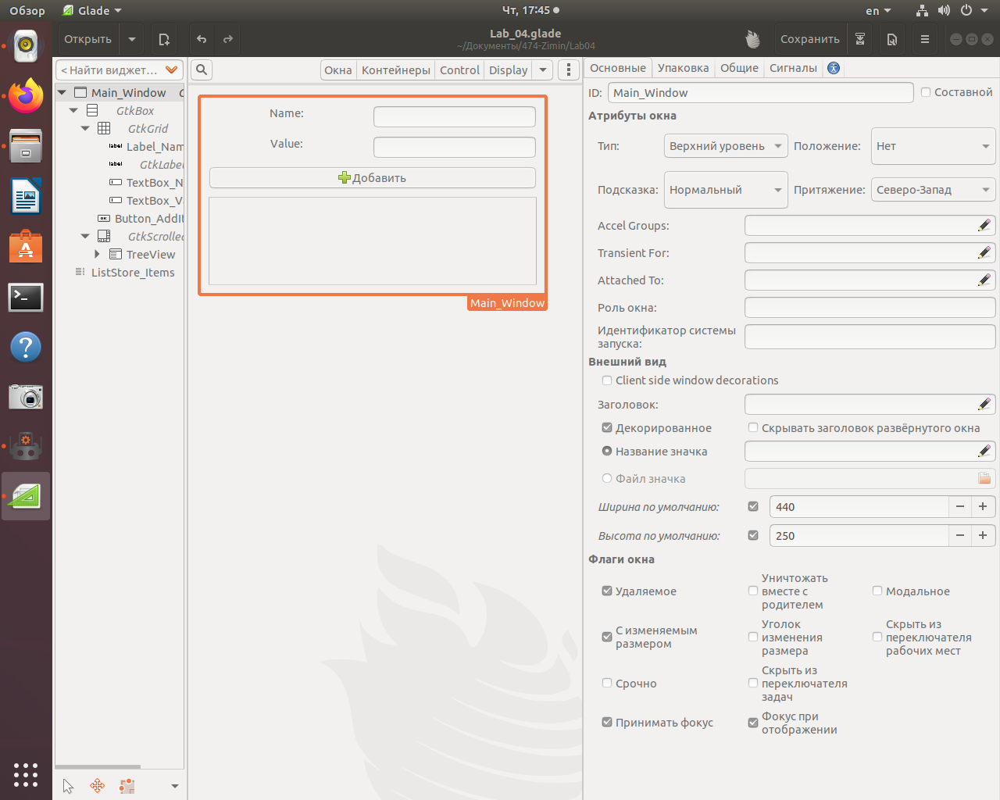 Обзор
Glade
Чт, 17:45
en
Открыть
Lab_04.glade
~/Документы/474-Zimin/Lab04
Сохранить
< Найти виджет...
Окна
Контейнеры
Control
Display
Main_Window
GtkBox
GtkGrid
Label_Nam
GtkLabel
TextBox_N
TextBox_V
Button_AddIt
GtkScrolled
TreeView
ListStore_Items
Name:
Value:
Добавить
Main_Window
Основные
Упаковка
Общие
Сигналы
ID:
Main_Window
Составной
Атрибуты окна
Тип:
Верхний уровень
Положение:
Нет
Подсказка:
Нормальный
Притяжение:
Северо-Запад
Accel Groups:
Transient For:
Attached To:
Роль окна:
Идентификатор системы
запуска:
Внешний вид
Client side window decorations
Заголовок:
Декорированное
Скрывать заголовок развёрнутого окна
Название значка
Файл значка
Ширина по умолчанию:
440
Высота по умолчанию:
250
Флаги окна
Удаляемое
Уничтожать
вместе с
родителем
Модальное
С изменяемым
размером
Уголок
изменения
размера
Скрыть из
переключателя
рабочих мест
Срочно
Скрыть из
переключателя
задач
Принимать фокус
Фокус при
отображении